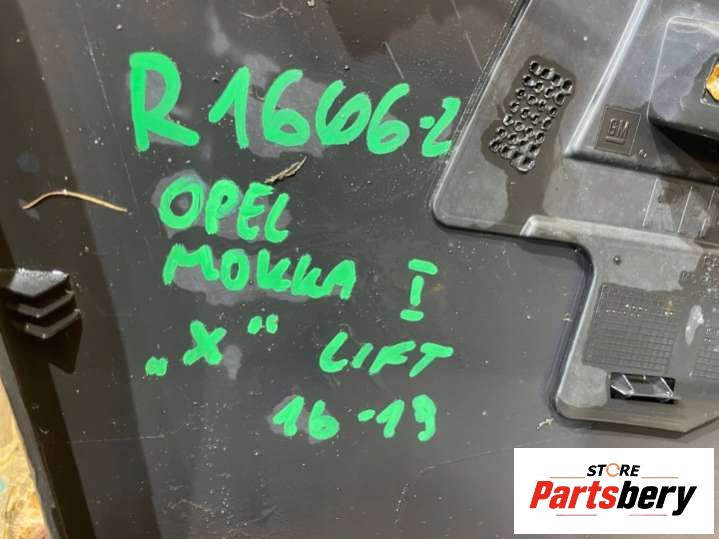 R1606-2
OPEL
MOKKA I
„X" LIFT
16-19
GM
STORE
Partsbery